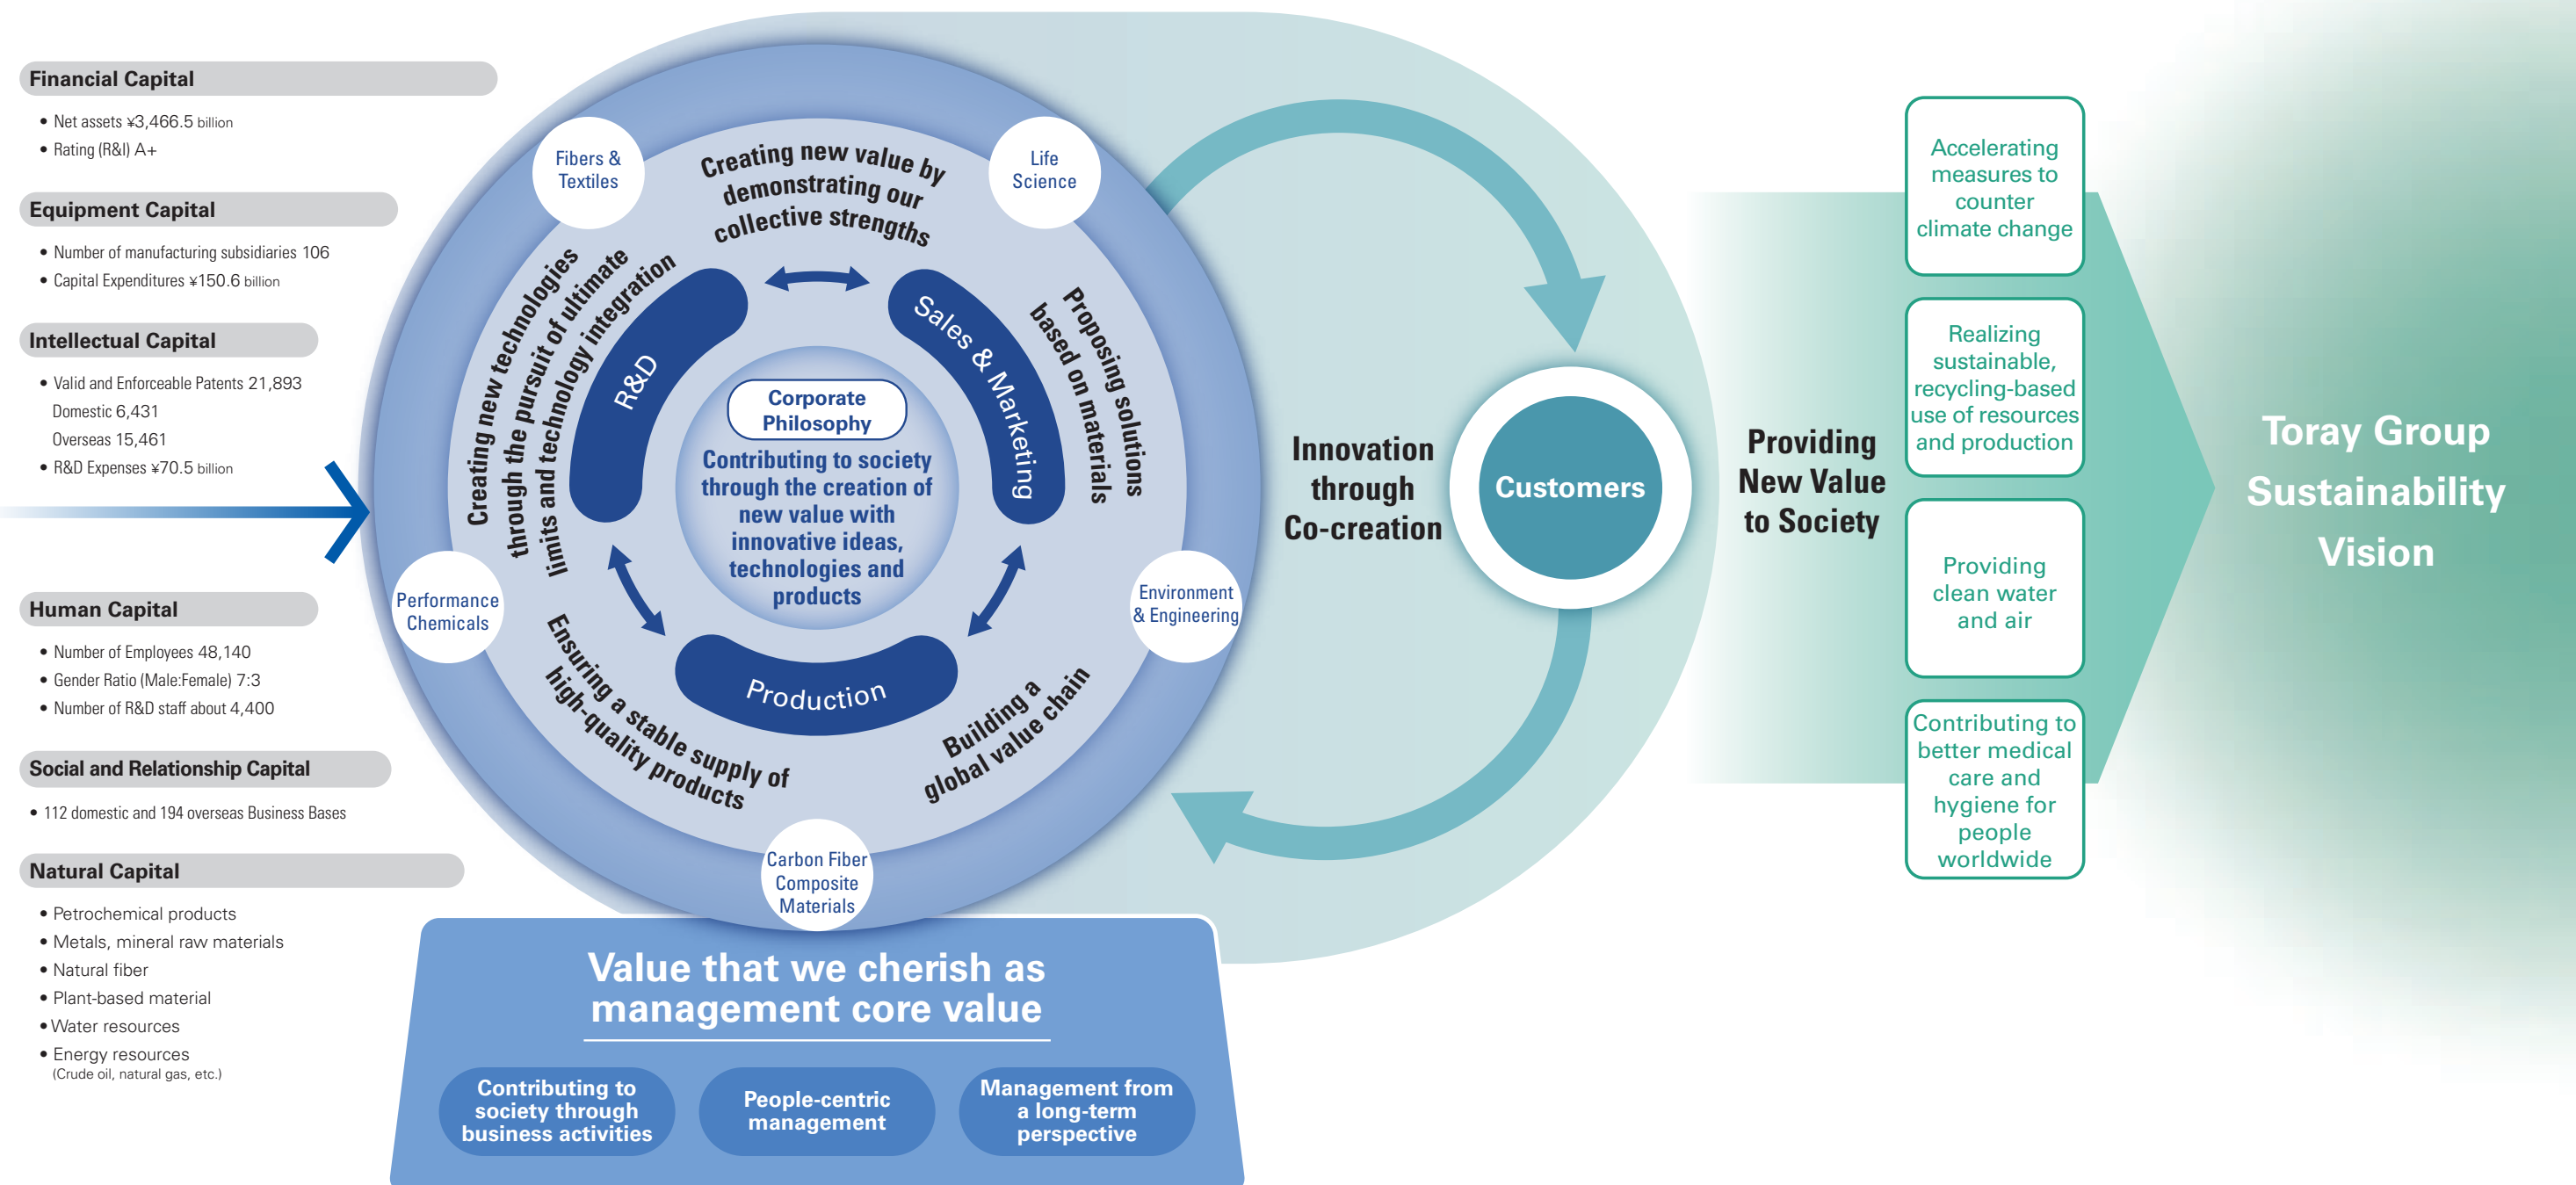 Financial Capital
• Net assets ¥3,466.5 billion
• Rating (R&I) A+
Equipment Capital
• Number of manufacturing subsidiaries 106
• Capital Expenditures ¥150.6 billion
Intellectual Capital
• Valid and Enforceable Patents 21,893
Domestic 6,431
Overseas 15,461
• R&D Expenses ¥70.5 billion
Human Capital
• Number of Employees 48,140
• Gender Ratio (Male:Female) 7:3
• Number of R&D staff about 4,400
Social and Relationship Capital
• 112 domestic and 194 overseas Business Bases
Natural Capital
• Petrochemical products
• Metals, mineral raw materials
• Natural fiber
• Plant-based material
• Water resources
• Energy resources
(Crude oil, natural gas, etc.)
Fibers &
Textiles
Life
Science
Performance
Chemicals
Environment
& Engineering
Carbon Fiber
Composite
Materials
Creating new value by
demonstrating our
collective strengths
Creating new technologies
through the pursuit of ultimate
limits and technology integration
Proposing solutions
based on materials
Ensuring a stable supply of
high-quality products
Building a
global value chain
R&D
Sales & Marketing
Production
Corporate
Philosophy
Contributing to society
through the creation of
new value with
innovative ideas,
technologies and
products
Value that we cherish as
management core value
Contributing to
society through
business activities
People-centric
management
Management from
a long-term
perspective
Innovation
through
Co-creation
Customers
Providing
New Value
to Society
Accelerating
measures to
counter
climate change
Realizing
sustainable,
recycling-based
use of resources
and production
Providing
clean water
and air
Contributing to
better medical
care and
hygiene for
people
worldwide
Toray Group
Sustainability
Vision